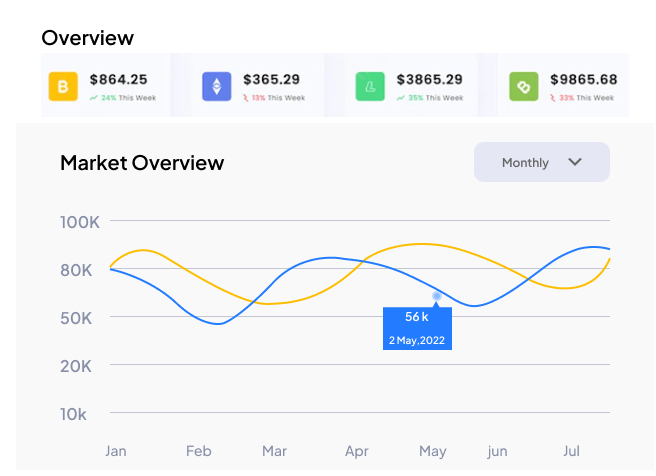 Overview
$864.25
24% This Week
$365.29
13% This Week
$3865.29
35% This Week
$9865.68
33% This Week
Market Overview
Monthly
100K
80K
50K
20K
10k
56 k
2 May,2022
Jan Feb Mar Apr May jun Jul